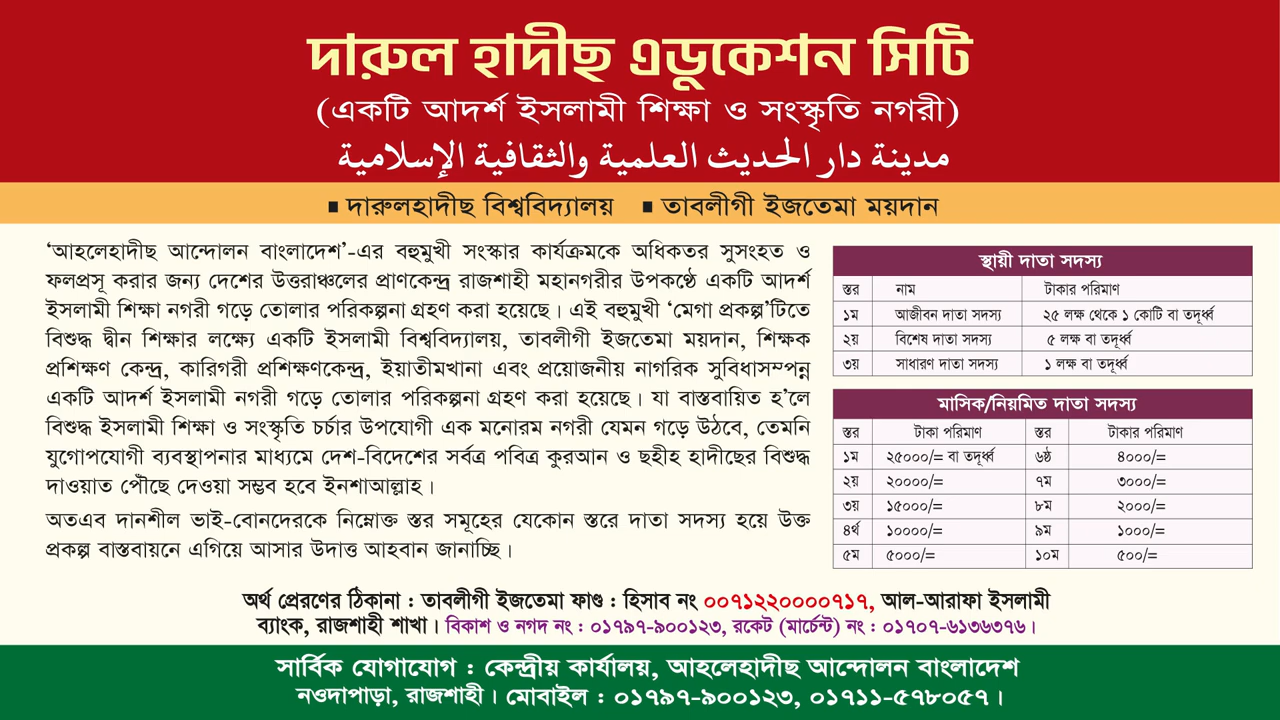 দারুল হাদীছ এডুকেশন সিটি
(একটি আদর্শ ইসলামী শিক্ষা ও সংস্কৃতি নগরী)
مدينة دار الحديث العلمية والثقافية الإسلامية
▪ দারুলহাদীছ বিশ্ববিদ্যালয় ▪ তাবলীগী ইজতেমা ময়দান
‘আহলেহাদীছ আন্দোলন বাংলাদেশ’-এর বহুমুখী সংস্কার কার্যক্রমকে অধিকতর সুসংহত ও
ফলপ্রসূ করার জন্য দেশের উত্তরাঞ্চলের প্রাণকেন্দ্র রাজশাহী মহানগরীর উপকণ্ঠে একটি আদর্শ
ইসলামী শিক্ষা নগরী গড়ে তোলার পরিকল্পনা গ্রহণ করা হয়েছে। এই বহুমুখী ‘মেগা প্রকল্প’টিতে
বিশুদ্ধ দ্বীন শিক্ষার লক্ষ্যে একটি ইসলামী বিশ্ববিদ্যালয়, তাবলীগী ইজতেমা ময়দান, শিক্ষক
প্রশিক্ষণ কেন্দ্র, কারিগরী প্রশিক্ষণকেন্দ্র, ইয়াতীমখানা এবং প্রয়োজনীয় নাগরিক সুবিধাসম্পন্ন
একটি আদর্শ ইসলামী নগরী গড়ে তোলার পরিকল্পনা গ্রহণ করা হয়েছে। যা বাস্তবায়িত হ’লে
বিশুদ্ধ ইসলামী শিক্ষা ও সংস্কৃতি চর্চার উপযোগী এক মনোরম নগরী যেমন গড়ে উঠবে, তেমনি
যুগোপযোগী ব্যবস্থাপনার মাধ্যমে দেশ-বিদেশের সর্বত্র পবিত্র কুরআন ও ছহীহ হাদীছের বিশুদ্ধ
দাওয়াত পৌঁছে দেওয়া সম্ভব হবে ইনশাআল্লাহ।
অতএব দানশীল ভাই-বোনদেরকে নিম্নোক্ত স্তর সমূহের যেকোন স্তরে দাতা সদস্য হয়ে উক্ত
প্রকল্প বাস্তবায়নে এগিয়ে আসার উদাত্ত আহবান জানাচ্ছি।
স্থায়ী দাতা সদস্য
স্তর নাম টাকার পরিমাণ
১ম আজীবন দাতা সদস্য ২৫ লক্ষ থেকে ১ কোটি বা তদূর্ধ্ব
২য় বিশেষ দাতা সদস্য ৫ লক্ষ বা তদূর্ধ্ব
৩য় সাধারণ দাতা সদস্য ১ লক্ষ বা তদূর্ধ্ব
মাসিক/নিয়মিত দাতা সদস্য
স্তর টাকা পরিমাণ স্তর টাকার পরিমাণ
১ম ২৫০০০/= বা তদূর্ধ্ব ৬ষ্ঠ ৪০০০/=
২য় ২০০০০/= ৭ম ৩০০০/=
৩য় ১৫০০০/= ৮ম ২০০০/=
৪র্থ ১০০০০/= ৯ম ১০০০/=
৫ম ৫০০০/= ১০ম ৫০০/=
অর্থ প্রেরণের ঠিকানা : তাবলীগী ইজতেমা ফাণ্ড : হিসাব নং ০০৭১২২০০০০৭১৭, আল-আরাফা ইসলামী
ব্যাংক, রাজশাহী শাখা। বিকাশ ও নগদ নং : ০১৭৯৭-৯০০১২৩, রকেট (মার্চেন্ট) নং : ০১৭০৭-৬১৩৬৩৭৬।
সার্বিক যোগাযোগ : কেন্দ্রীয় কার্যালয়, আহলেহাদীছ আন্দোলন বাংলাদেশ
নওদাপাড়া, রাজশাহী। মোবাইল : ০১৭৯৭-৯০০১২৩, ০১৭১১-৫৭৮০৫৭।